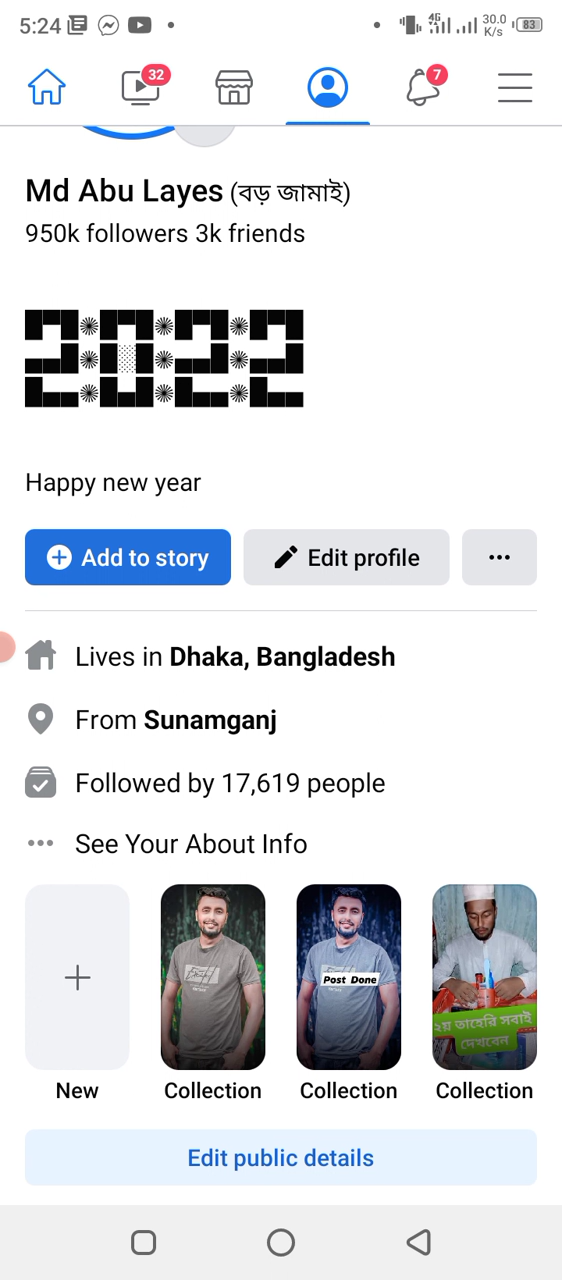 5:24
4G
30.0
K/s
83
32
7
Md Abu Layes (বড় জামাই)
950k followers 3k friends
2022
Happy new year
Add to story
Edit profile
Lives in Dhaka, Bangladesh
From Sunamganj
Followed by 17,619 people
See Your About Info
Post Done
২য় তাহেরি সবাই
দেখবেন
New
Collection
Collection
Collection
Edit public details